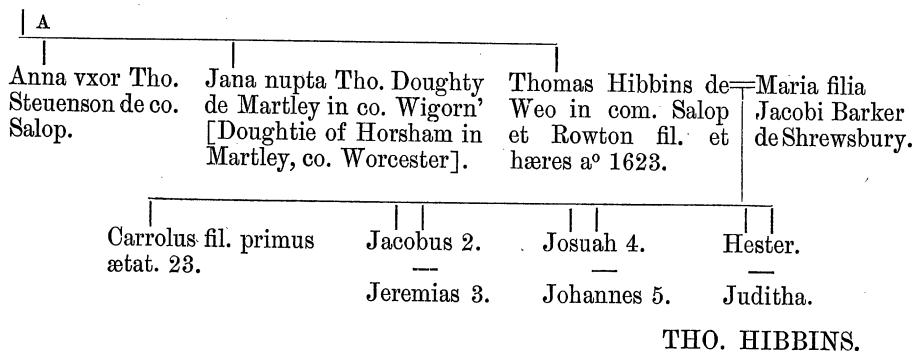 A
Anna vxor Tho.
Steuenson de co.
Salop.
Jana nupta Tho. Doughty
de Martley in co. Wigorn'
[Doughtie of Horsham in
Martley, co. Worcester].
Thomas Hibbins de
Weo in com. Salop
et Rowton fil. et
hæres aº 1623.
Maria filia
Jacobi Barker
de Shrewsbury.
Carrolus fil. primus
ætat. 23.
Jacobus 2.
Jeremias 3.
Josuah 4.
Johannes 5.
Hester.
Juditha.
THO. HIBBINS.